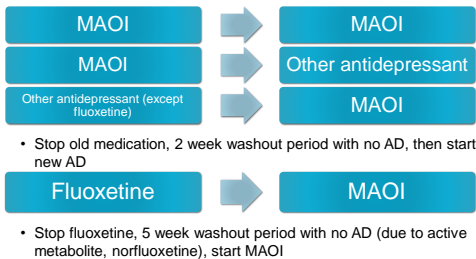 MAOI MAOI
MAOI Other antidepressant
Other antidepressant (except
fluoxetine) MAOI
• Stop old medication, 2 week washout period with no AD, then start
new AD
Fluoxetine MAOI
• Stop fluoxetine, 5 week washout period with no AD (due to active
metabolite, norfluoxetine), start MAOI